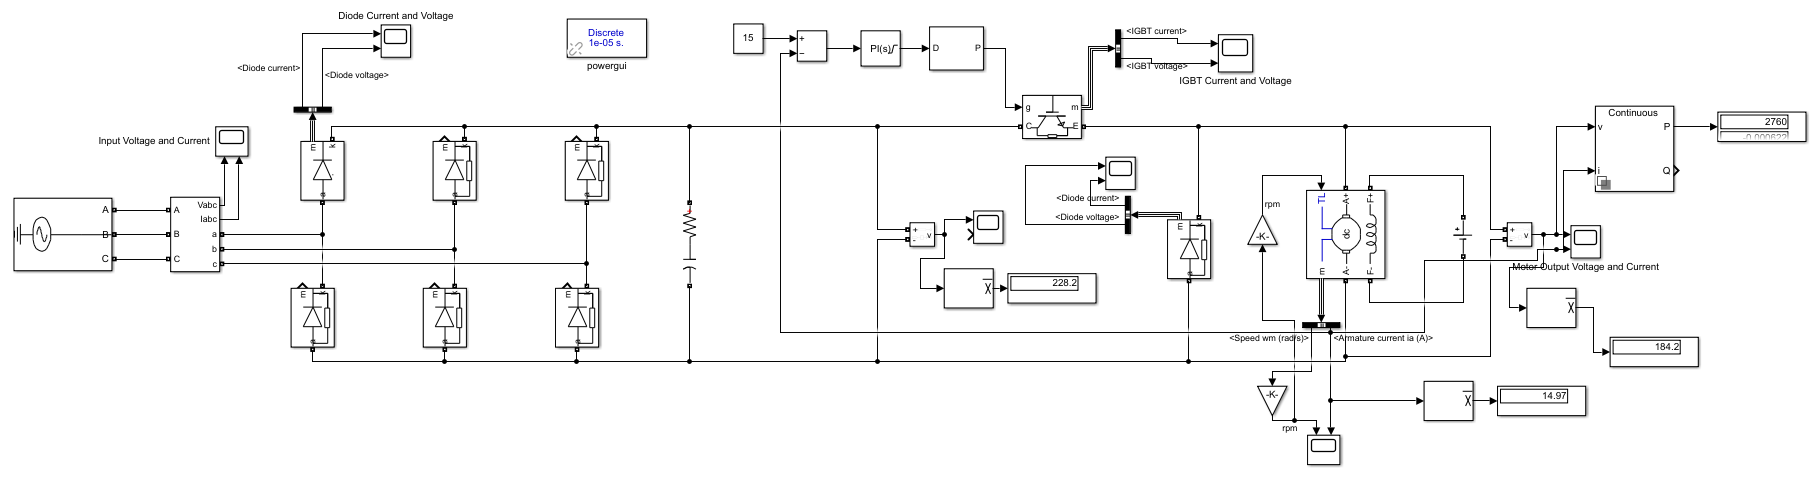 Diode Current and Voltage
<Diode current>
<Diode voltage>
Discrete
1e-05 s.
powergui
15
+
−
PI(s)
D
P
<IGBT current>
<IGBT voltage>
IGBT Current and Voltage
g
m
C
E
Continuous
v
P
i
Q
2760
-0.000622
Input Voltage and Current
m
k
a
m
k
a
m
k
a
A
B
C
A
B
C
Vabc
Iabc
a
b
c
m
k
a
m
k
a
m
k
a
+
-
v
x
228.2
<Diode current>
<Diode voltage>
m
k
a
rpm
-K-
TL
A+
F+
dc
m
A-
F-
+
+
-
v
Motor Output Voltage and Current
x
184.2
<Speed wm (rad/s)>
<Armature current ia (A)>
-K-
rpm
x
14.97